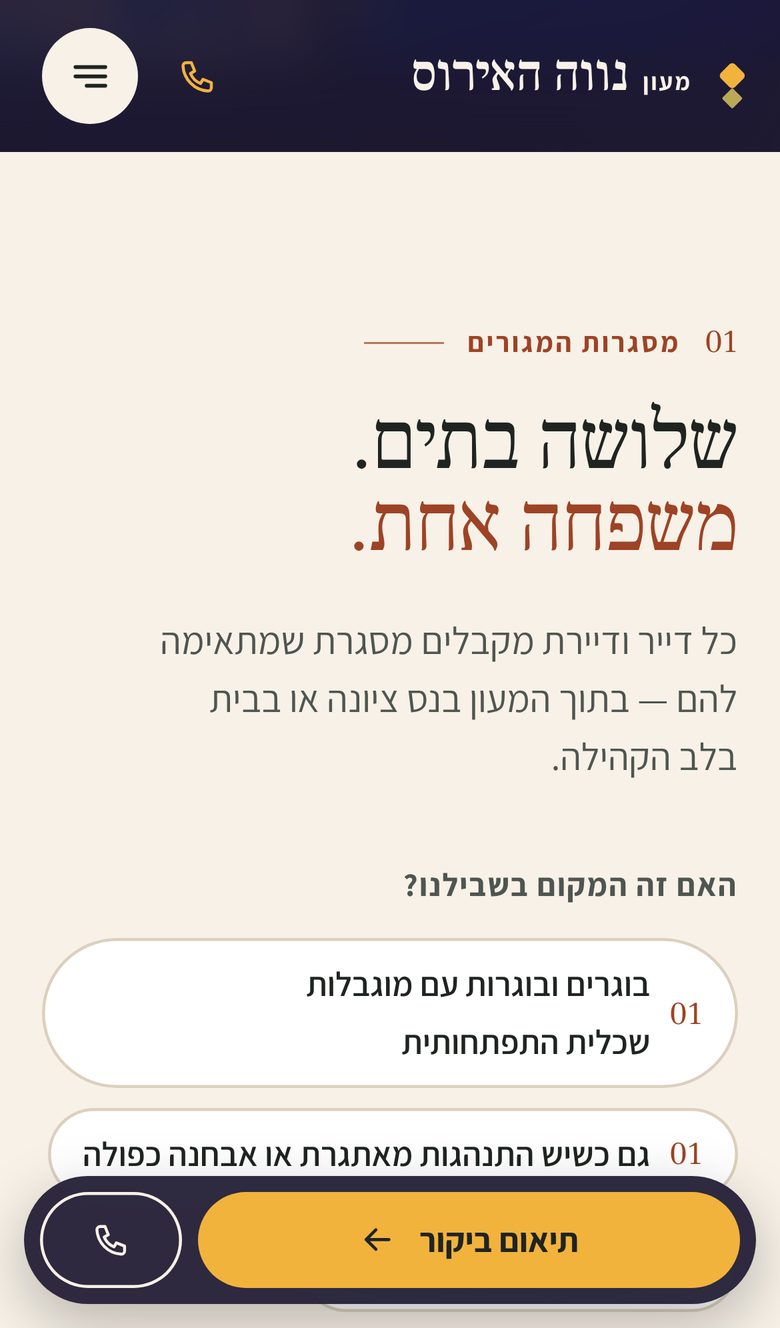 מעון נווה האירוס
01 מסגרות המגורים
שלושה בתים.
משפחה אחת.
כל דייר ודיירת מקבלים מסגרת שמתאימה
להם — בתוך המעון בנס ציונה או בבית
בלב הקהילה.
האם זה המקום בשבילנו?
01 בוגרים ובוגרות עם מוגבלות
שכלית התפתחותית
01 גם כשיש התנהגות מאתגרת או אבחנה כפולה
תיאום ביקור ←